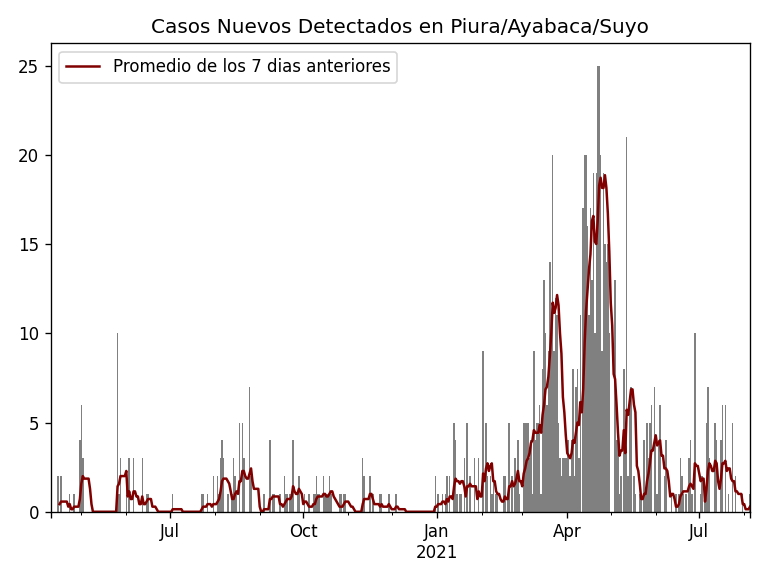 Casos Nuevos Detectados en Piura/Ayabaca/Suyo
Promedio de los 7 dias anteriores
25
20
15
10
5
0
Jul
Oct
Jan
2021
Apr
Jul